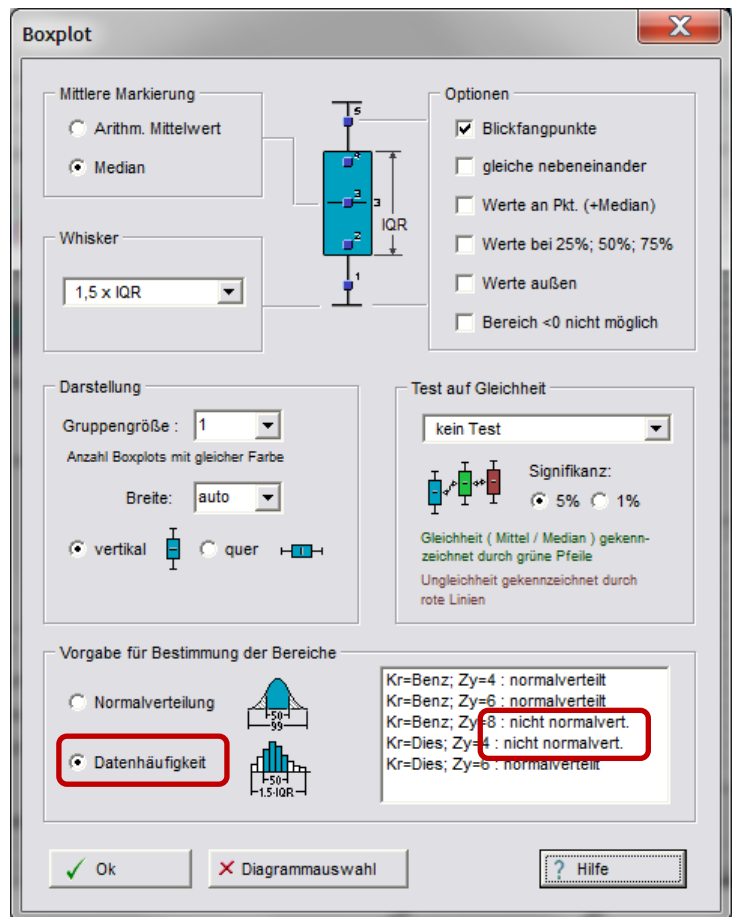 Boxplot
Mittlere Markierung
Arithm. Mittelwert
Median
Whisker
1,5 x IQR
5
4
3
3
IQR
2
1
Optionen
Blickfangpunkte
gleiche nebeneinander
Werte an Pkt. (+Median)
Werte bei 25%; 50%; 75%
Werte außen
Bereich <0 nicht möglich
Darstellung
Gruppengröße : 1
Anzahl Boxplots mit gleicher Farbe
Breite: auto
vertikal quer
Test auf Gleichheit
kein Test
Signifikanz:
5% 1%
Gleichheit ( Mittel / Median ) gekenn-
zeichnet durch grüne Pfeile
Ungleichheit gekennzeichnet durch
rote Linien
Vorgabe für Bestimmung der Bereiche
Normalverteilung
50
99
Datenhäufigkeit
50
1.5·IQR
Kr=Benz; Zy=4 : normalverteilt
Kr=Benz; Zy=6 : normalverteilt
Kr=Benz; Zy=8 : nicht normalvert.
Kr=Dies; Zy=4 : nicht normalvert.
Kr=Dies; Zy=6 : normalverteilt
Ok
Diagrammauswahl
? Hilfe